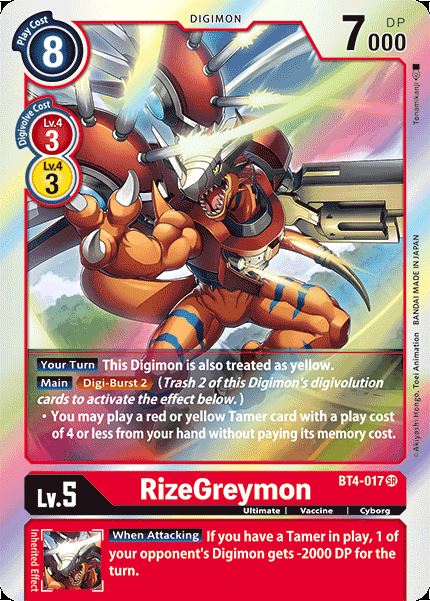 Play Cost
8
DIGIMON
7000 DP
Digivolve Cost
Lv.4
3
Lv.4
3
Tonamikanji
BANDAI MADE IN JAPAN
© Akiyoshi Hongo, Toei Animation
Your Turn This Digimon is also treated as yellow.
Main Digi-Burst 2 (Trash 2 of this Digimon's digivolution
cards to activate the effect below.)
• You may play a red or yellow Tamer card with a play cost
of 4 or less from your hand without paying its memory cost.
Lv.5
RizeGreymon
BT4-017 SR
Ultimate | Vaccine | Cyborg
Inherited Effect
When Attacking If you have a Tamer in play, 1 of
your opponent's Digimon gets -2000 DP for the
turn.